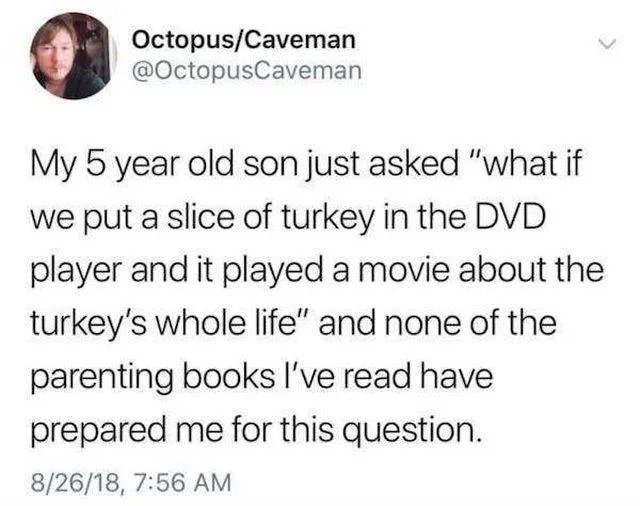 Octopus/Caveman
@OctopusCaveman
My 5 year old son just asked "what if
we put a slice of turkey in the DVD
player and it played a movie about the
turkey's whole life" and none of the
parenting books I've read have
prepared me for this question.
8/26/18, 7:56 AM